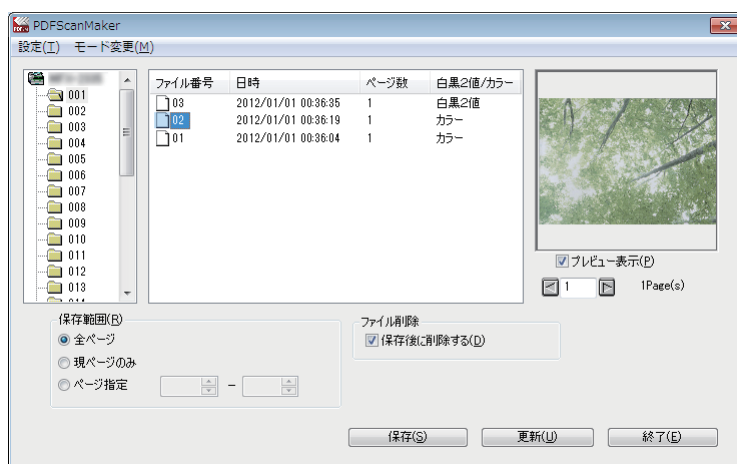 PDFScanMaker
設定(T) モード変更(M)
001
002
003
004
005
006
007
008
009
010
011
012
013
ファイル番号 日時 ページ数 白黒2値/カラー
03 2012/01/01 00:36:35 1 白黒2値
02 2012/01/01 00:36:19 1 カラー
01 2012/01/01 00:36:04 1 カラー
プレビュー表示(P)
1 1Page(s)
保存範囲(R)
全ページ
現ページのみ
ページ指定 -
ファイル削除
保存後に削除する(D)
保存(S) 更新(U) 終了(E)